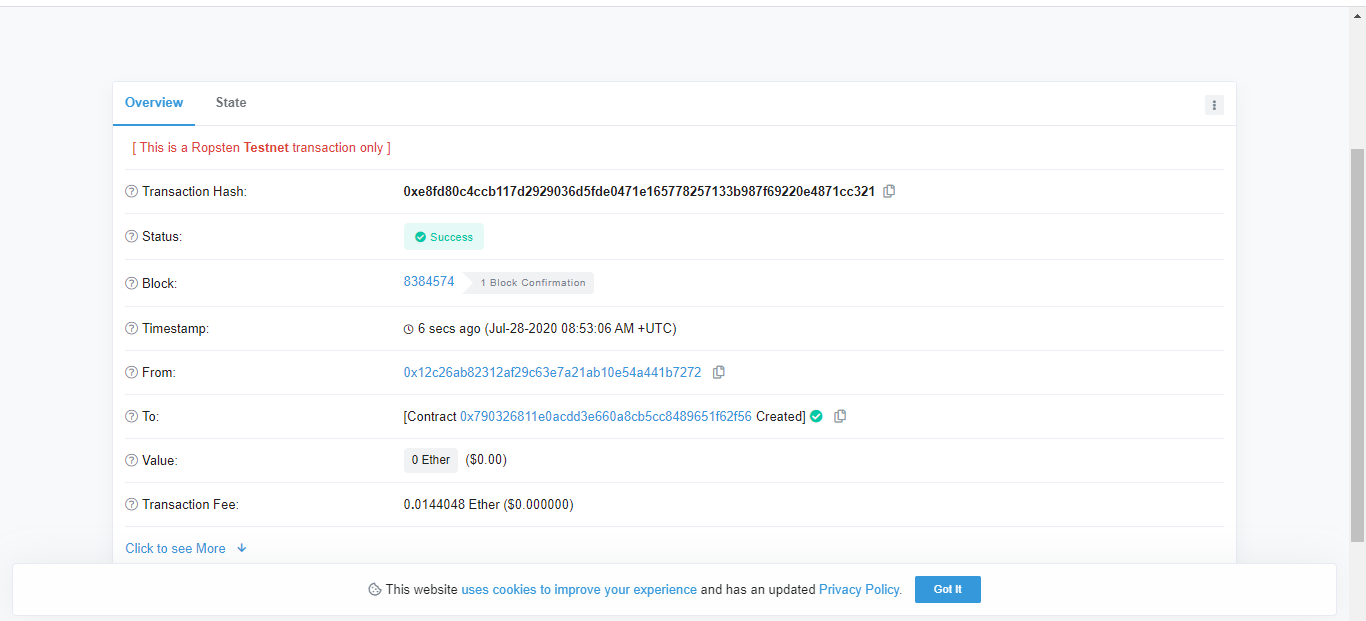 Overview State
[ This is a Ropsten Testnet transaction only ]
Transaction Hash: 0xe8fd80c4ccb117d2929036d5fde0471e165778257133b987f69220e4871cc321
Status: Success
Block: 8384574 1 Block Confirmation
Timestamp: 6 secs ago (Jul-28-2020 08:53:06 AM +UTC)
From: 0x12c26ab82312af29c63e7a21ab10e54a441b7272
To: [Contract 0x790326811e0acdd3e660a8cb5cc8489651f62f56 Created]
Value: 0 Ether ($0.00)
Transaction Fee: 0.0144048 Ether ($0.000000)
Click to see More
This website uses cookies to improve your experience and has an updated Privacy Policy. Got It